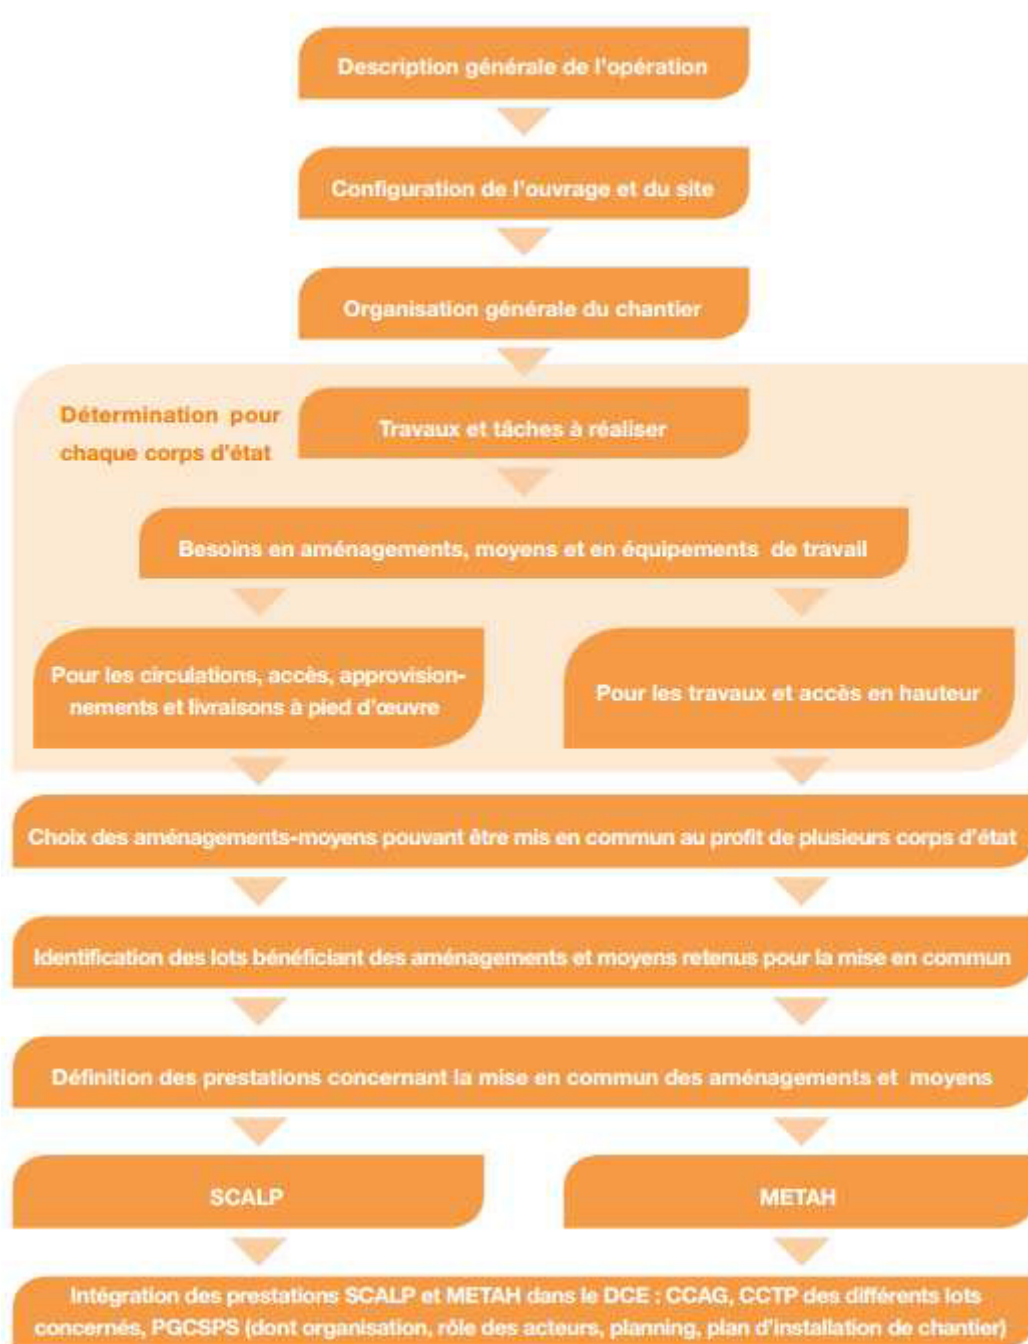 Description générale de l'opération
Configuration de l'ouvrage et du site
Organisation générale du chantier
Détermination pour
chaque corps d'état
Travaux et tâches à réaliser
Besoins en aménagements, moyens et en équipements de travail
Pour les circulations, accès, approvision-
nements et livraisons à pied d'œuvre
Pour les travaux et accès en hauteur
Choix des aménagements-moyens pouvant être mis en commun au profit de plusieurs corps d'état
Identification des lots bénéficiant des aménagements et moyens retenus pour la mise en commun
Définition des prestations concernant la mise en commun des aménagements et moyens
SCALP
METAH
Intégration des prestations SCALP et METAH dans le DCE : CCAG, CCTP des différents lots
concernés, PGCSPS (dont organisation, rôle des acteurs, planning, plan d'installation de chantier)